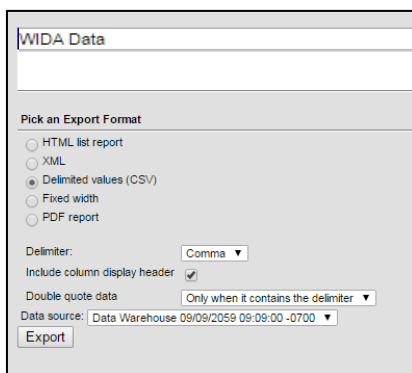 WIDA Data
Pick an Export Format
HTML list report
XML
Delimited values (CSV)
Fixed width
PDF report
Delimiter: Comma
Include column display header
Double quote data Only when it contains the delimiter
Data source: Data Warehouse 09/09/2059 09:09:00 -0700
Export